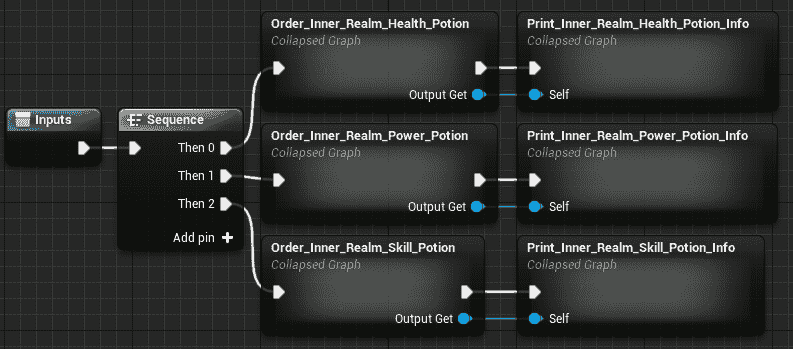 Inputs
Sequence
Then 0
Then 1
Then 2
Add pin +
Order_Inner_Realm_Health_Potion
Collapsed Graph
Output Get
Print_Inner_Realm_Health_Potion_Info
Collapsed Graph
Self
Order_Inner_Realm_Power_Potion
Collapsed Graph
Output Get
Print_Inner_Realm_Power_Potion_Info
Collapsed Graph
Self
Order_Inner_Realm_Skill_Potion
Collapsed Graph
Output Get
Print_Inner_Realm_Skill_Potion_Info
Collapsed Graph
Self